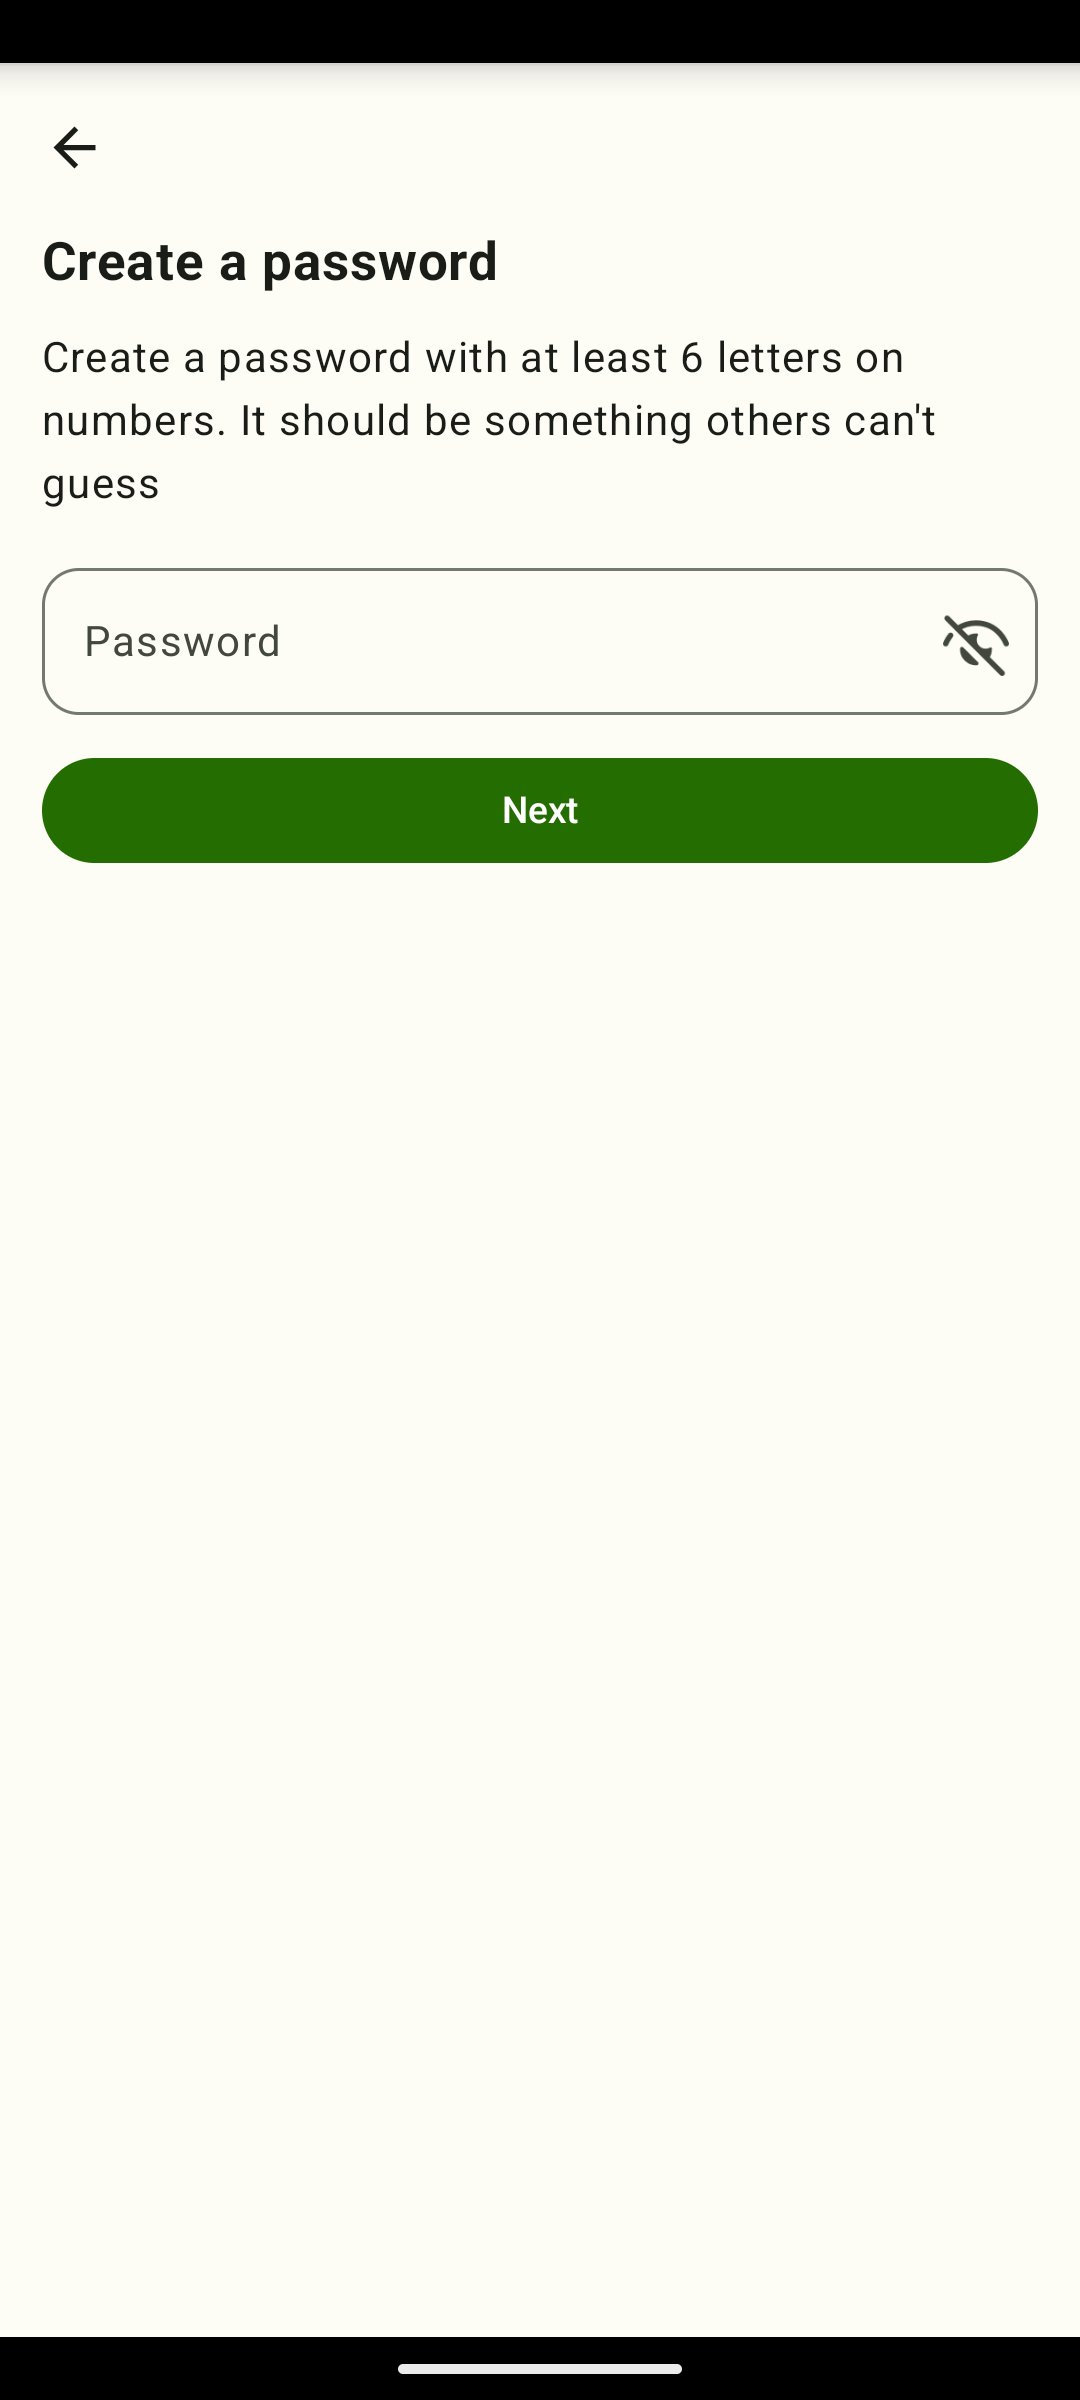 Create a password
Create a password with at least 6 letters on
numbers. It should be something others can't
guess
Password
Next